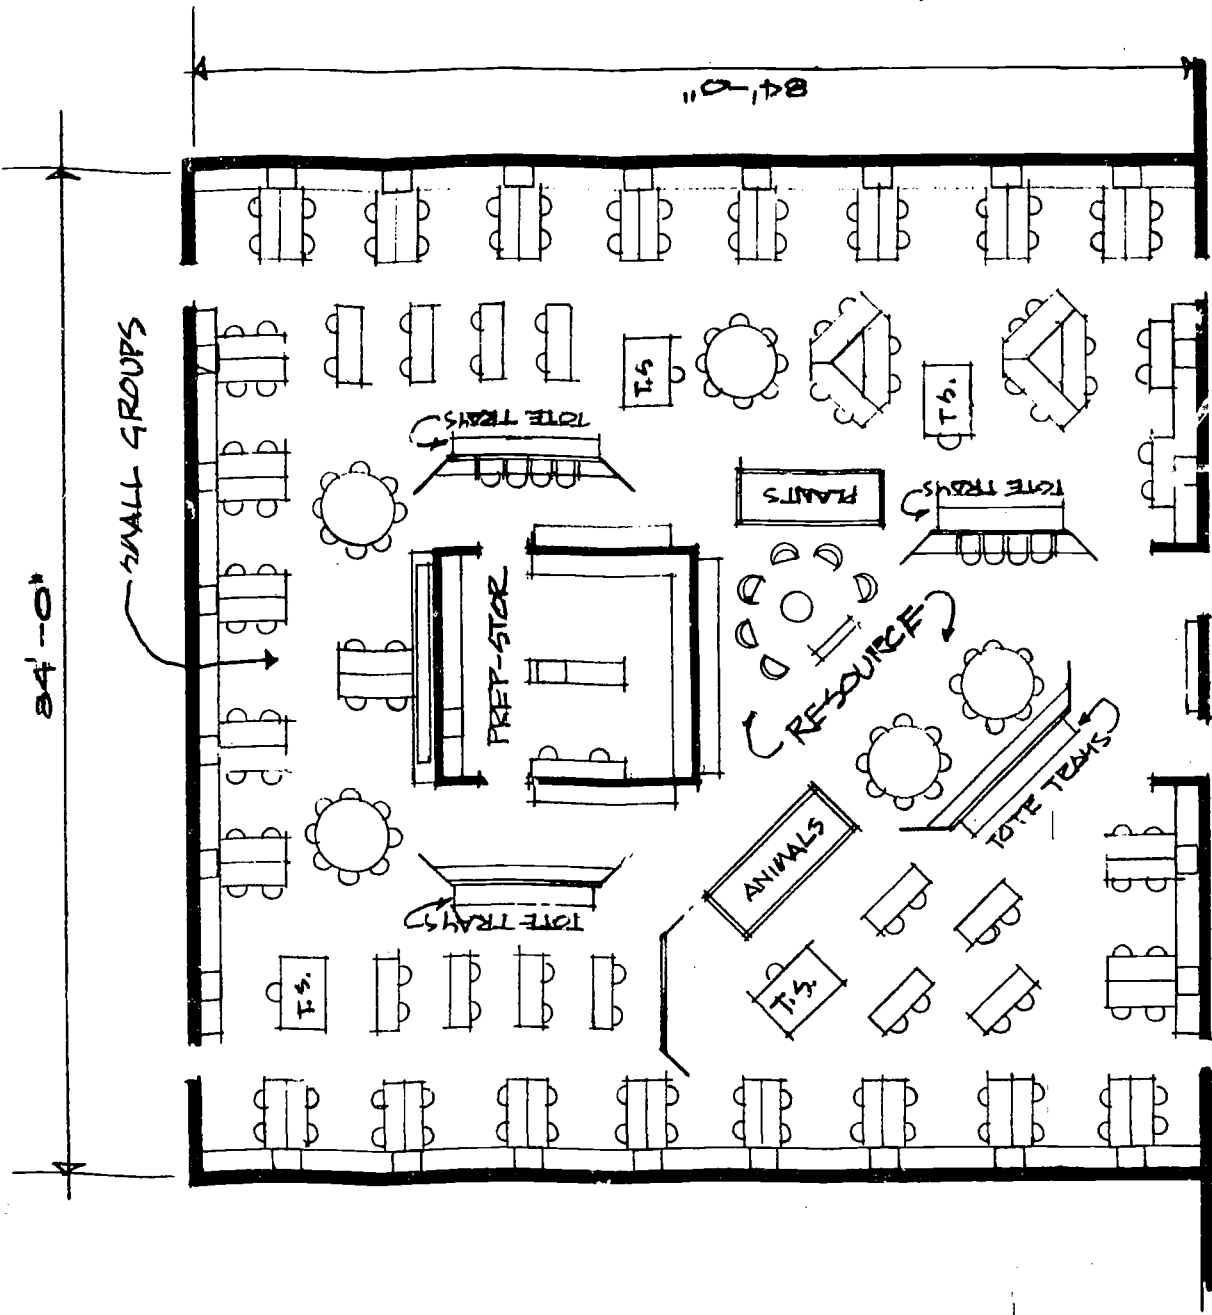 84'-0"
84'-0"
SMALL GROUPS
T.S
T.S.
TOTE TRAYS
PLANTS
TOTE TRAYS
PREP-STOR
RESOURCE
TOTE TRAYS
ANIMALS
TOTE TRAYS
T.S.
T.S.